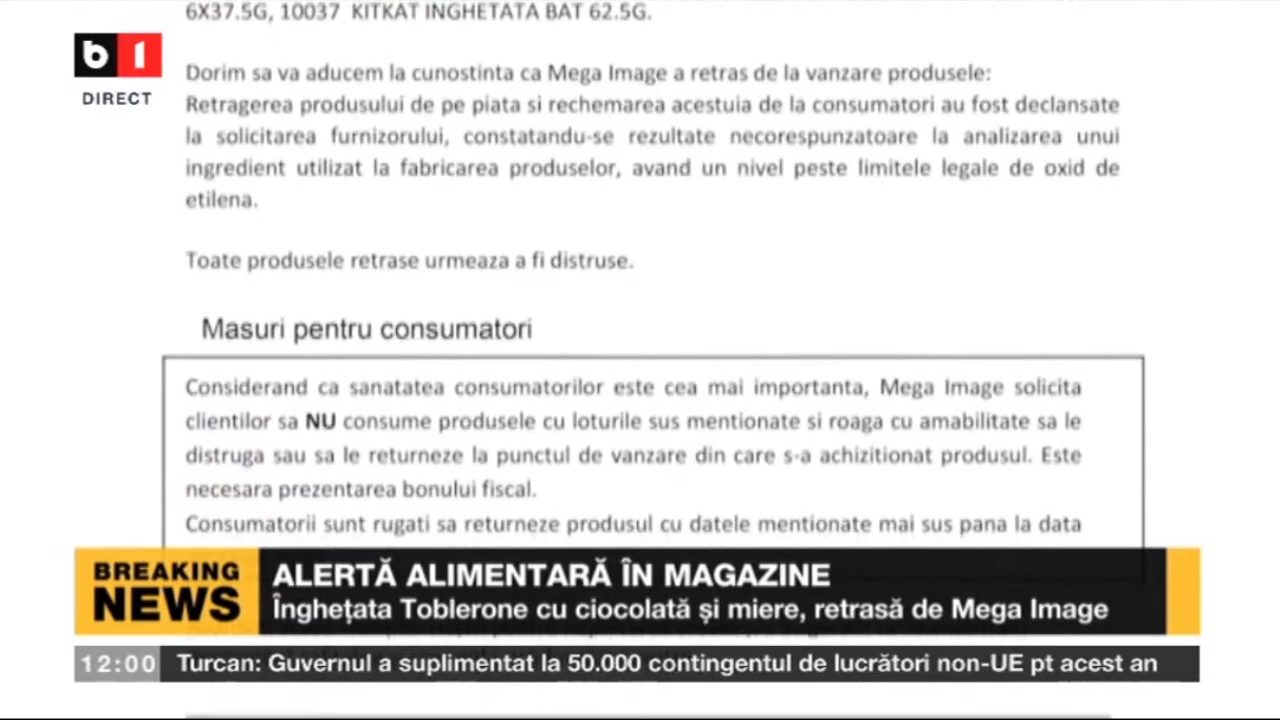 6X37.5G, 10037 KITKAT INGHETATA BAT 62.5G.
b 1
DIRECT
Dorim sa va aducem la cunostinta ca Mega Image a retras de la vanzare produsele:
Retragerea produsului de pe piata si rechemarea acestuia de la consumatori au fost declansate
la solicitarea furnizorului, constatandu-se rezultate necorespunzatoare la analizarea unui
ingredient utilizat la fabricarea produselor, avand un nivel peste limitele legale de oxid de
etilena.
Toate produsele retrase urmeaza a fi distruse.
Masuri pentru consumatori
Considerand ca sanatatea consumatorilor este cea mai importanta, Mega Image solicita
clientilor sa NU consume produsele cu loturile sus mentionate si roaga cu amabilitate sa le
distruga sau sa le returneze la punctul de vanzare din care s-a achizitionat produsul. Este
necesara prezentarea bonului fiscal.
Consumatorii sunt rugati sa returneze produsul cu datele mentionate mai sus pana la data
BREAKING
NEWS
ALERTĂ ALIMENTARĂ ÎN MAGAZINE
Înghețata Toblerone cu ciocolată și miere, retrasă de Mega Image
12:00 Turcan: Guvernul a suplimentat la 50.000 contingentul de lucrători non-UE pt acest an